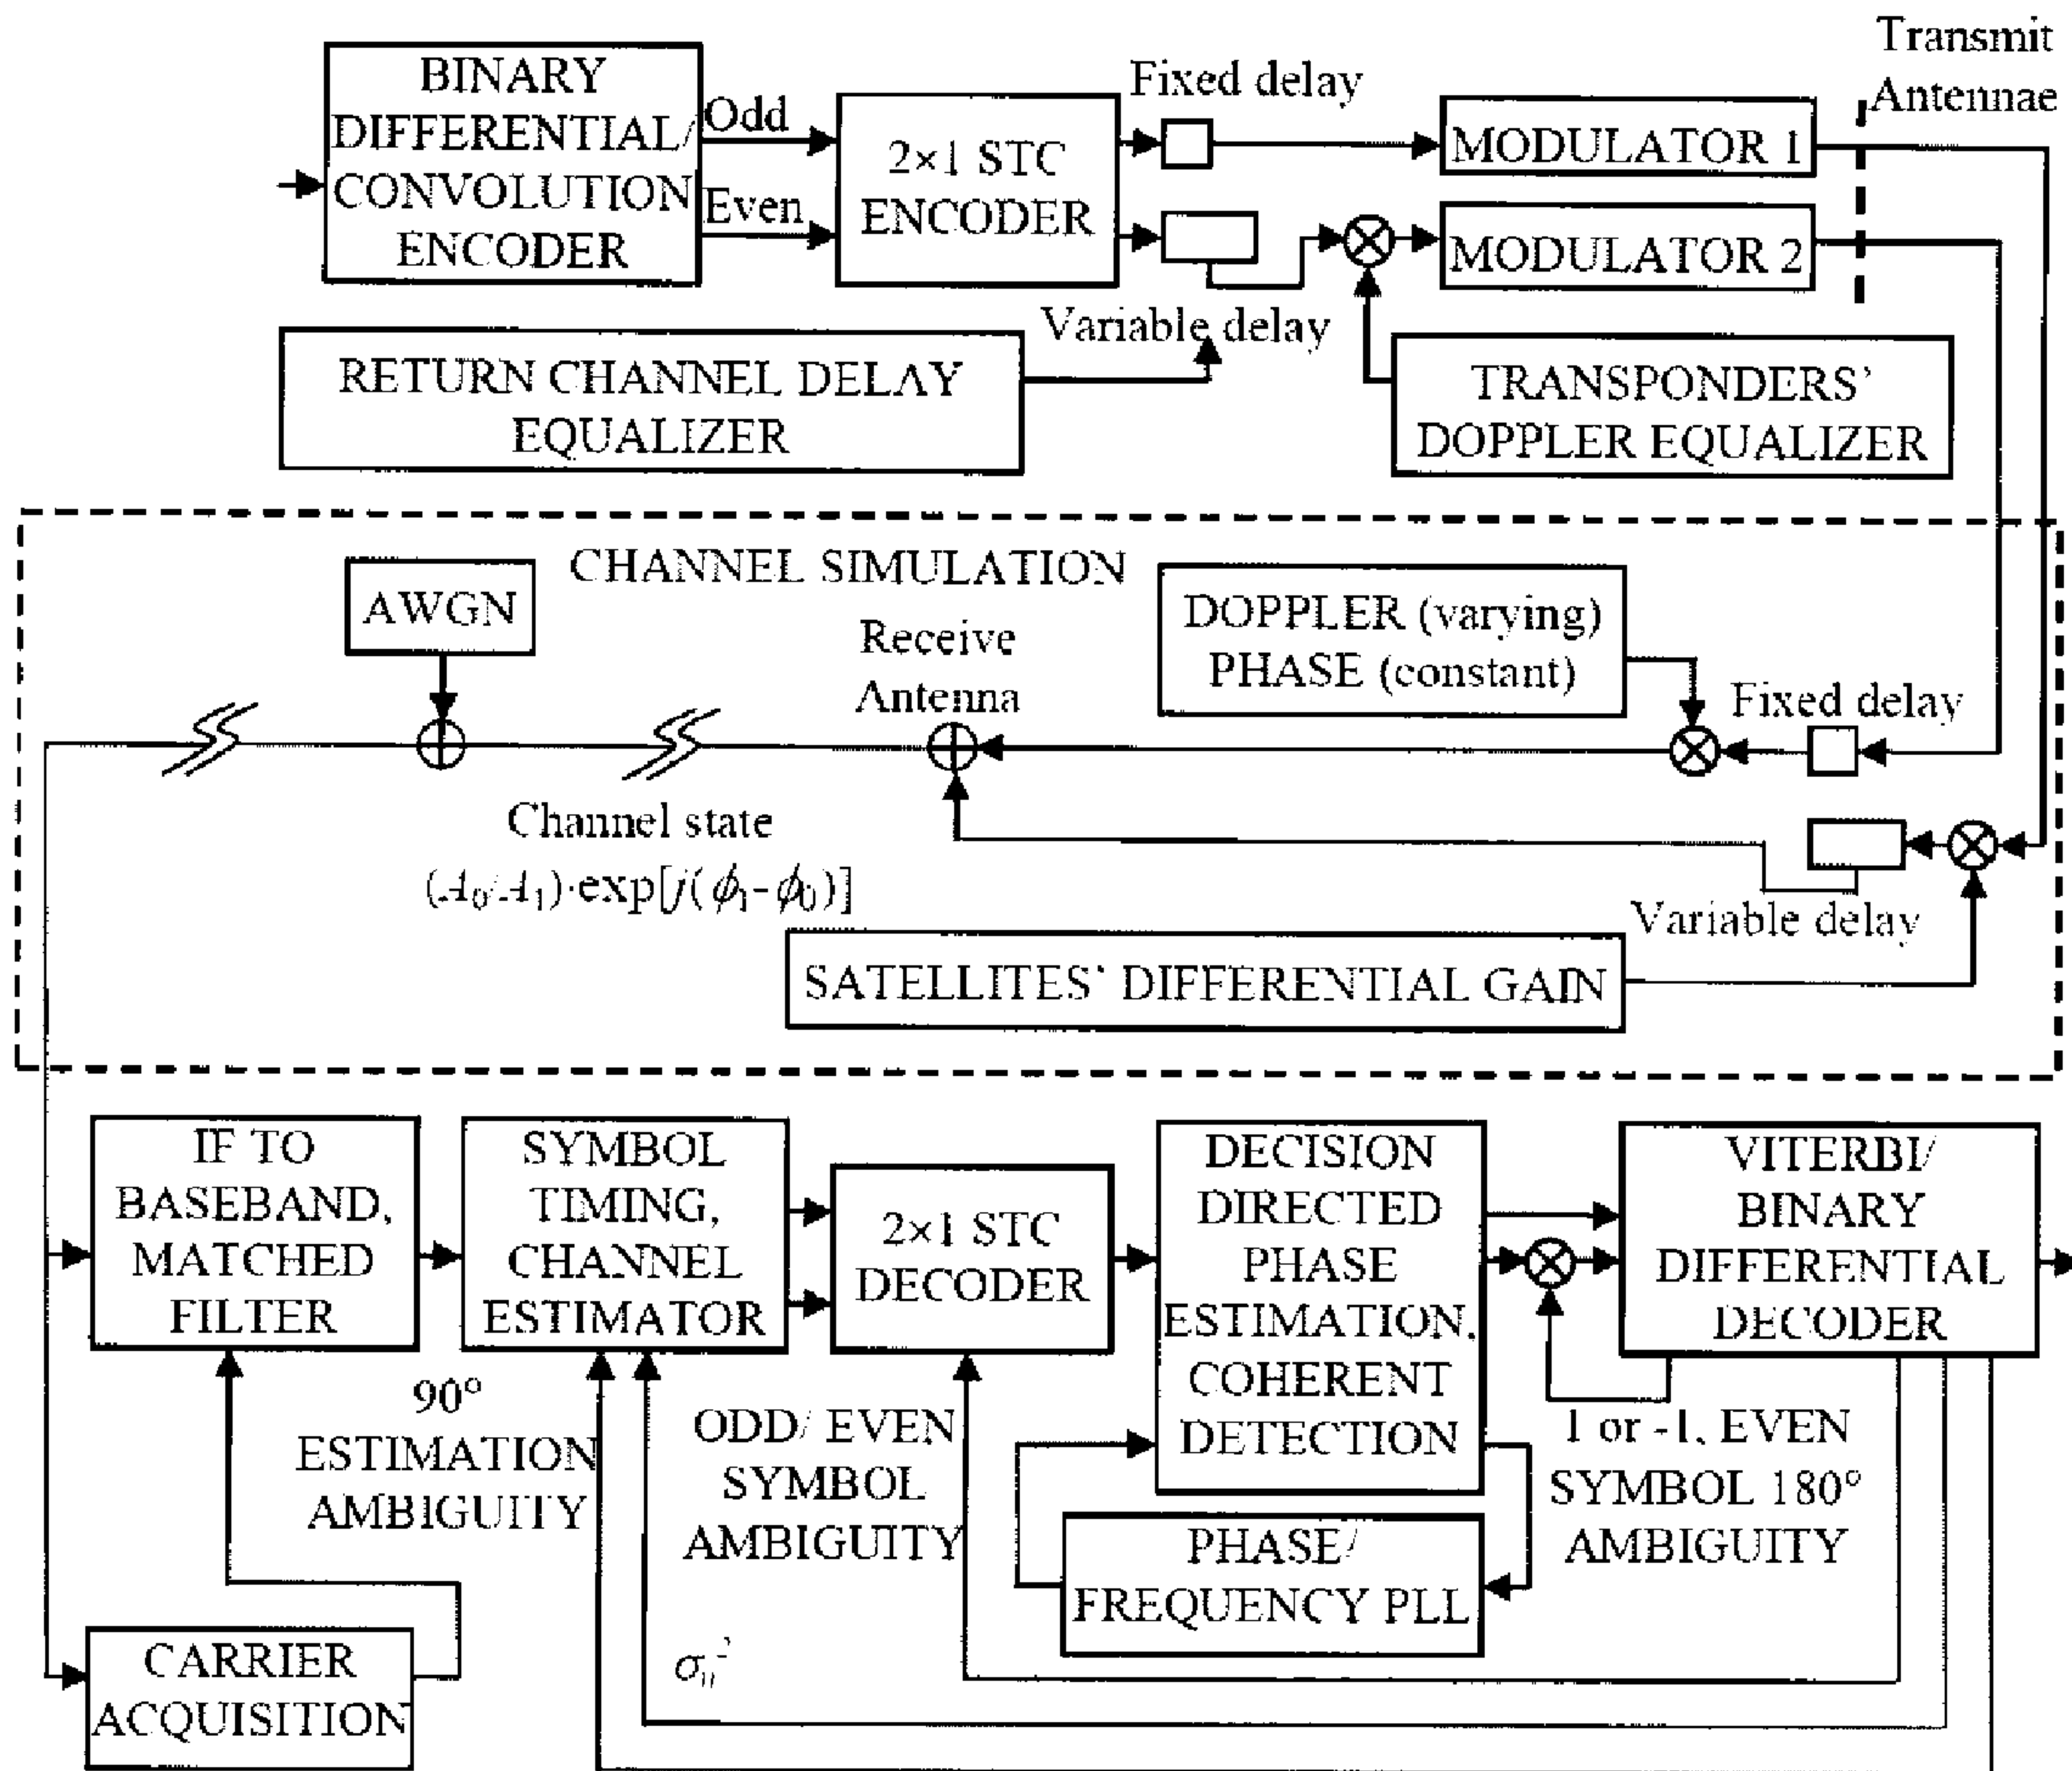 BINARY
DIFFERENTIAL/
CONVOLUTION
ENCODER
Odd
Even
2×1 STC
ENCODER
Fixed delay
Variable delay
MODULATOR 1
MODULATOR 2
Transmit
Antennae
RETURN CHANNEL DELAY
EQUALIZER
TRANSPONDERS'
DOPPLER EQUALIZER
CHANNEL SIMULATION
AWGN
Receive
Antenna
DOPPLER (varying)
PHASE (constant)
Fixed delay
Channel state
(A₀/A₁)·exp[j(ϕ₁-ϕ₀)]
Variable delay
SATELLITES' DIFFERENTIAL GAIN
IF TO
BASEBAND,
MATCHED
FILTER
SYMBOL
TIMING,
CHANNEL
ESTIMATOR
2×1 STC
DECODER
DECISION
DIRECTED
PHASE
ESTIMATION,
COHERENT
DETECTION
VITERBI/
BINARY
DIFFERENTIAL
DECODER
90°
ESTIMATION
AMBIGUITY
ODD/ EVEN
SYMBOL
AMBIGUITY
1 or -1, EVEN
SYMBOL 180°
AMBIGUITY
PHASE/
FREQUENCY PLL
CARRIER
ACQUISITION